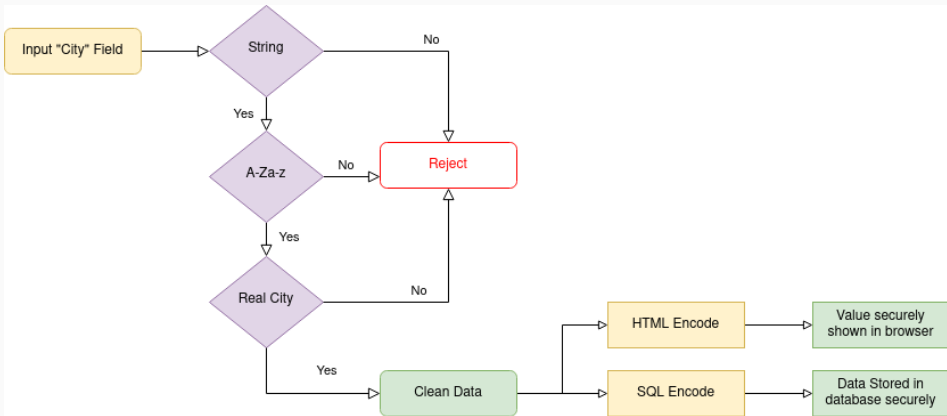 Input "City" Field
String
No
Yes
A-Za-z
No
Reject
Yes
Real City
No
Yes
Clean Data
HTML Encode
Value securely
shown in browser
SQL Encode
Data Stored in
database securely